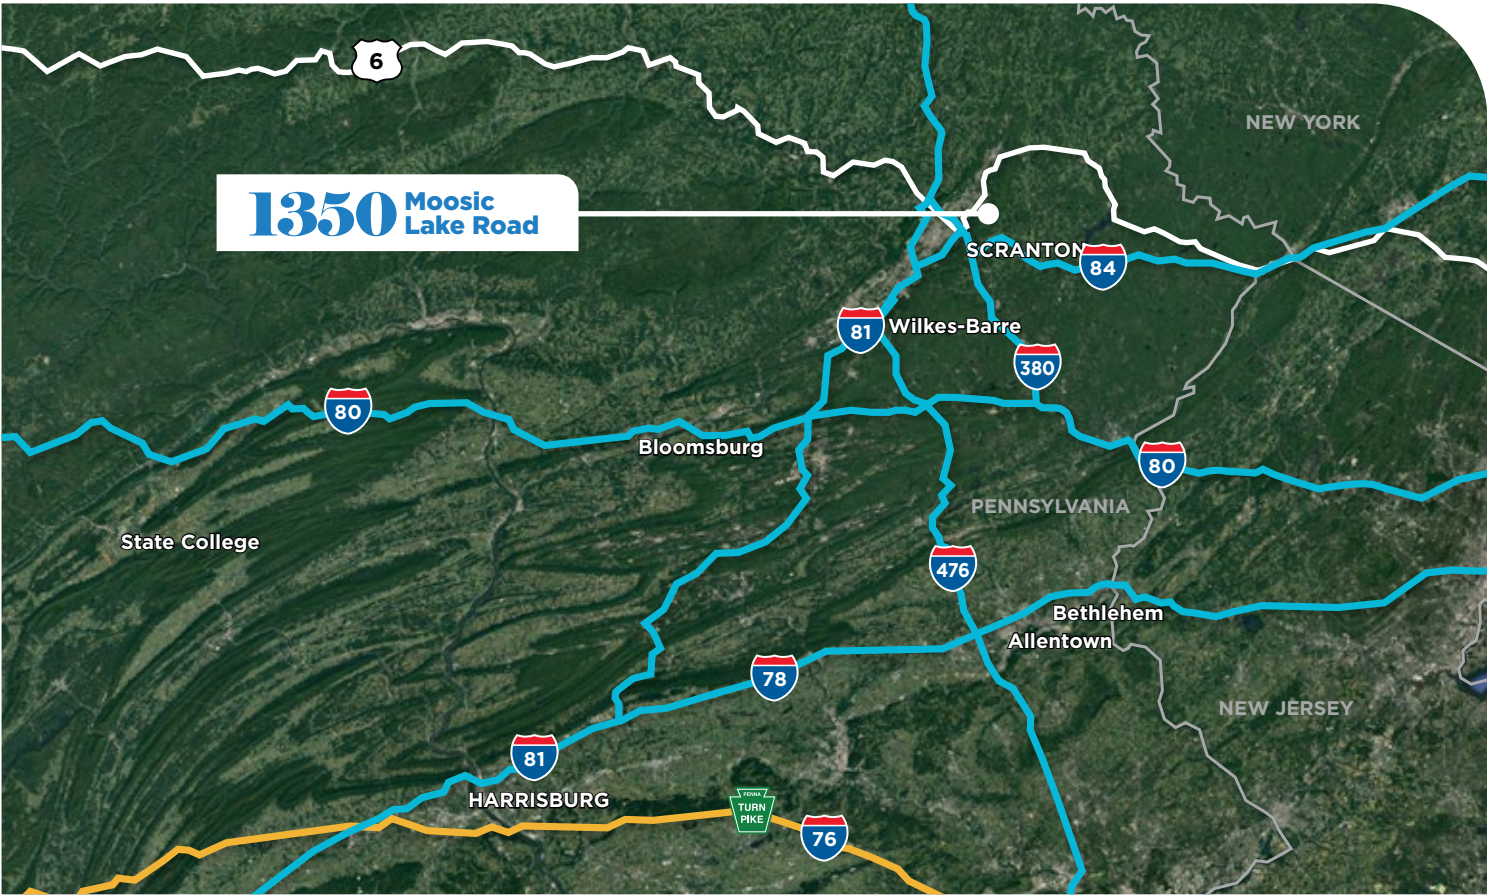 6
NEW YORK
1350 Moosic
Lake Road
SCRANTON
84
81
Wilkes-Barre
380
80
Bloomsburg
80
PENNSYLVANIA
State College
476
Bethlehem
Allentown
78
NEW JERSEY
81
HARRISBURG
PENNA
TURN
PIKE
76